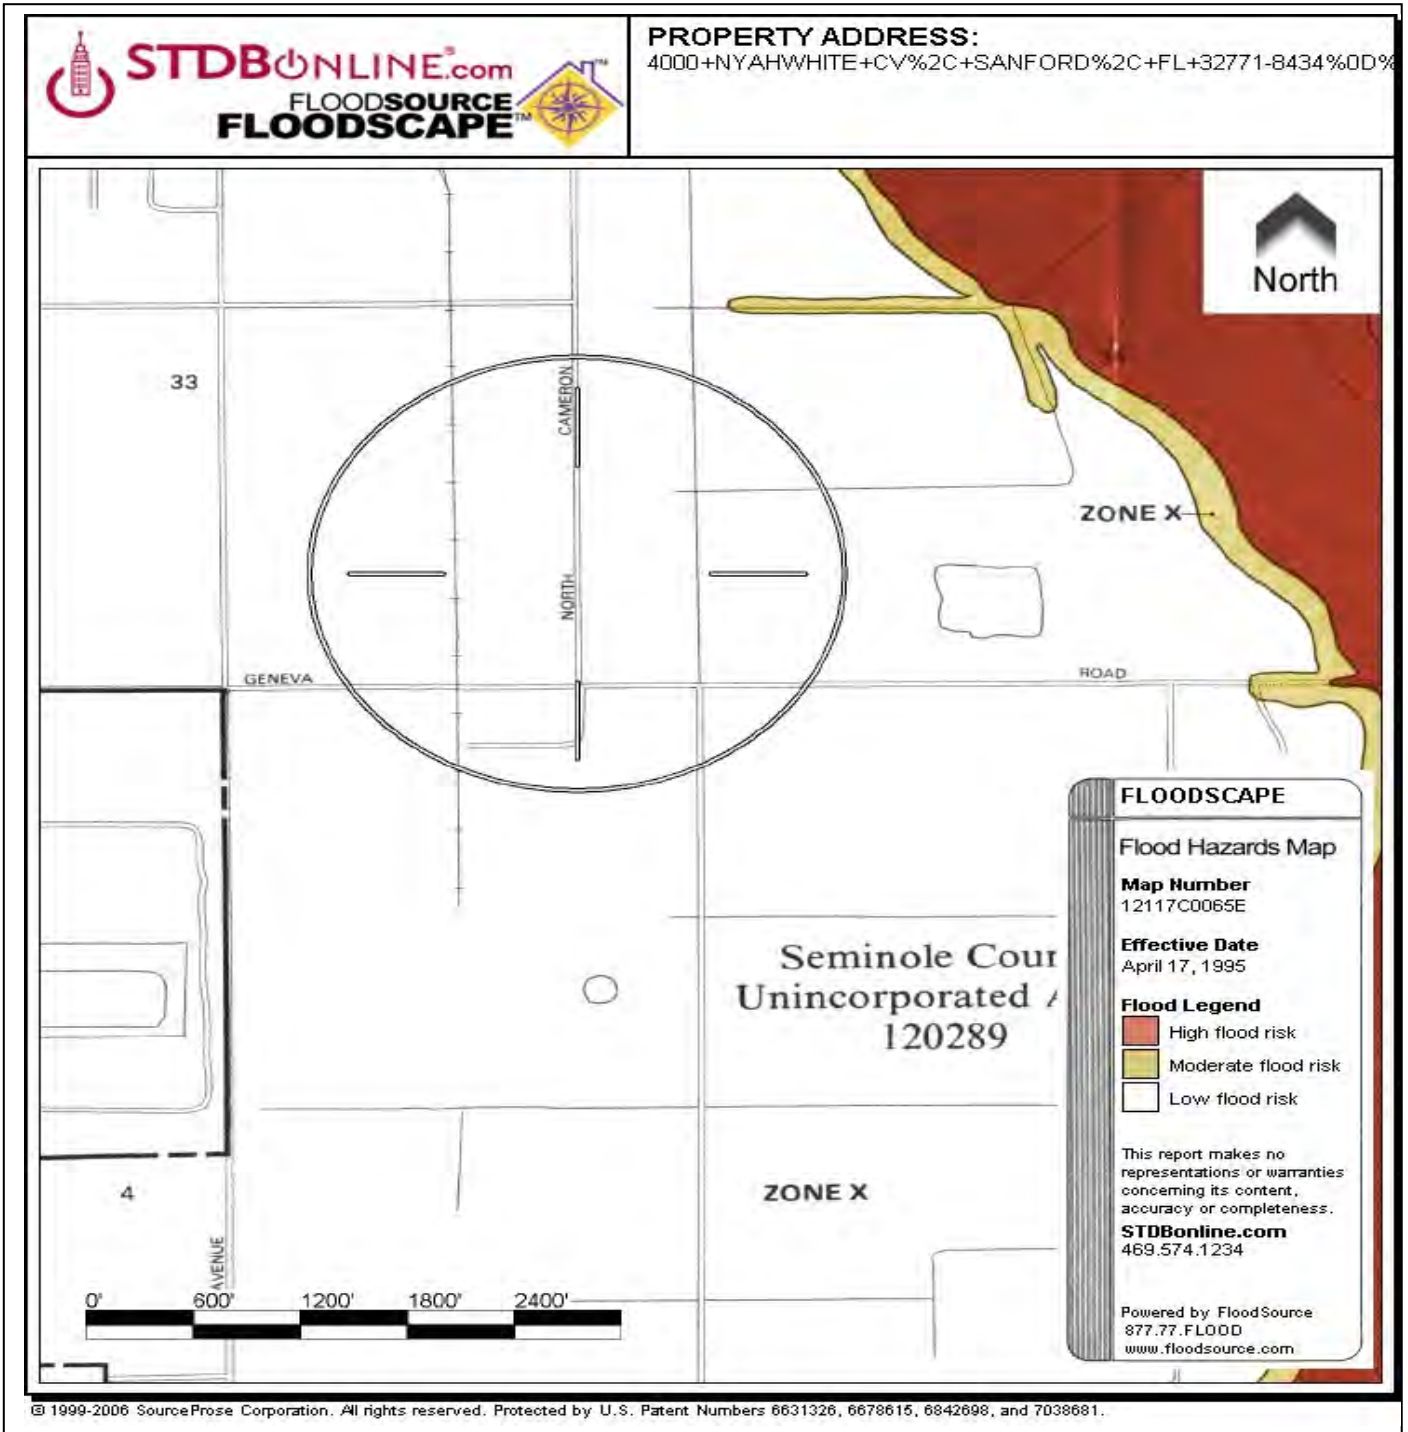 STDBONLINE.com®
FLOODSOURCE
FLOODSCAPE™
PROPERTY ADDRESS:
4000+NYAHWHITE+CV%2C+SANFORD%2C+FL+32771-8434%0D%
North
33
CAMERON
ZONE X
NORTH
GENEVA
ROAD
Seminole Coun
Unincorporated A
120289
4
ZONE X
AVENUE
0' 600' 1200' 1800' 2400'
FLOODSCAPE
Flood Hazards Map
Map Number
12117C0065E
Effective Date
April 17, 1995
Flood Legend
High flood risk
Moderate flood risk
Low flood risk
This report makes no
representations or warranties
concerning its content,
accuracy or completeness.
STDBonline.com
469.574.1234
Powered by FloodSource
877.77.FLOOD
www.floodsource.com
© 1999-2006 SourceProse Corporation. All rights reserved. Protected by U.S. Patent Numbers 6631326, 6678615, 6842698, and 7038681.